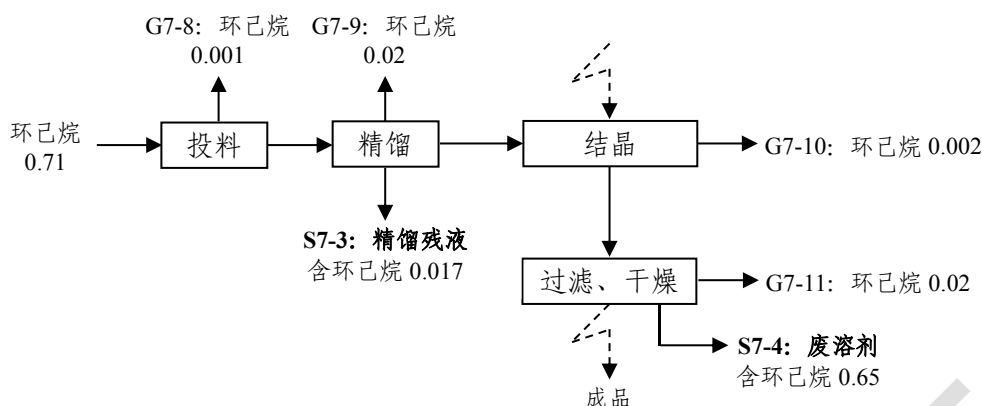 G7-8：环己烷
0.001
G7-9：环己烷
0.02
环己烷
0.71
投料
精馏
结晶
G7-10：环己烷 0.002
S7-3：精馏残液
含环己烷 0.017
过滤、干燥
G7-11：环己烷 0.02
S7-4：废溶剂
含环己烷 0.65
成品